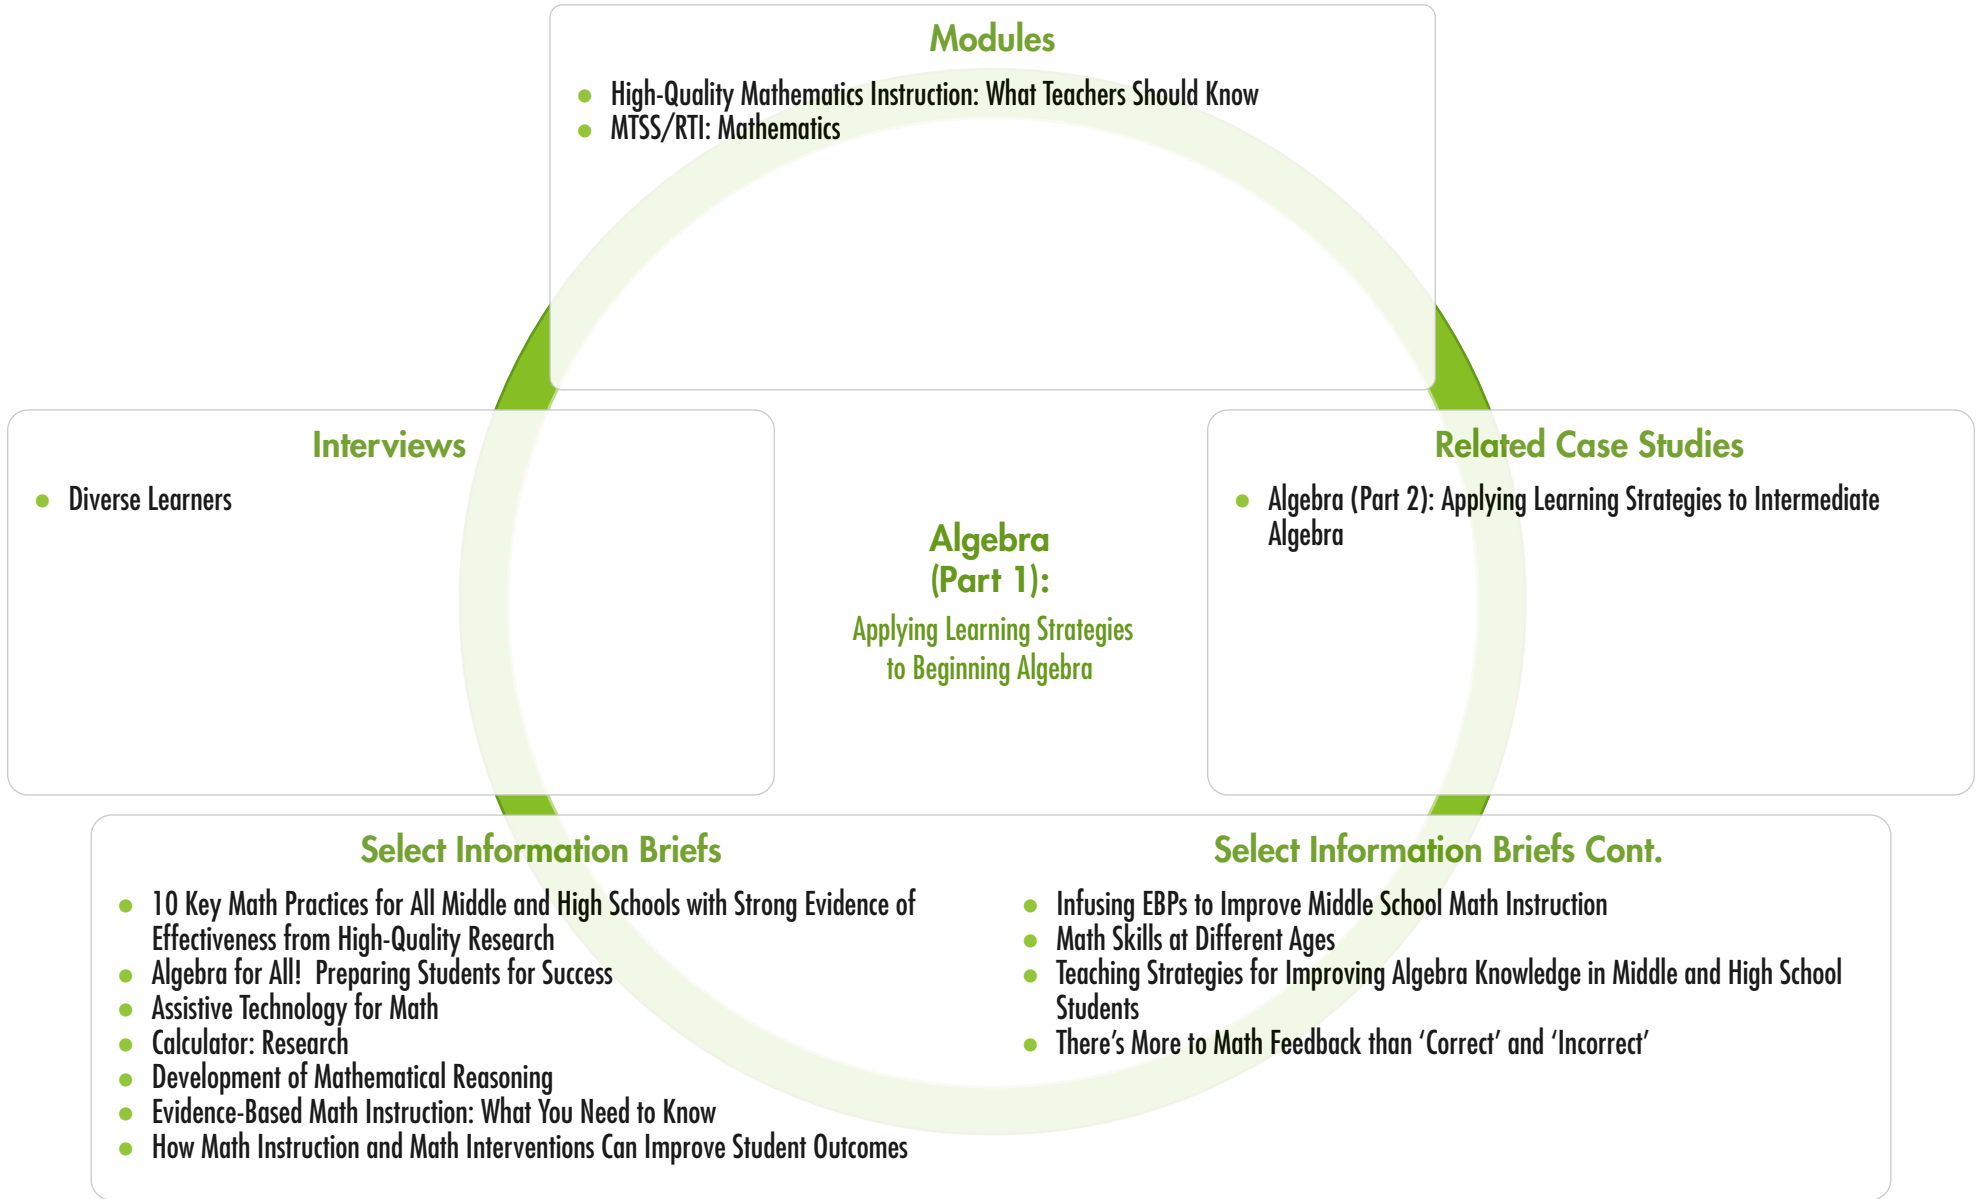 Modules
High-Quality Mathematics Instruction: What Teachers Should Know
MTSS/RTI: Mathematics
Interviews
Diverse Learners
Algebra
(Part 1):
Applying Learning Strategies
to Beginning Algebra
Related Case Studies
Algebra (Part 2): Applying Learning Strategies to Intermediate
Algebra
Select Information Briefs
10 Key Math Practices for All Middle and High Schools with Strong Evidence of
Effectiveness from High-Quality Research
Algebra for All!  Preparing Students for Success
Assistive Technology for Math
Calculator: Research
Development of Mathematical Reasoning
Evidence-Based Math Instruction: What You Need to Know
How Math Instruction and Math Interventions Can Improve Student Outcomes
Select Information Briefs Cont.
Infusing EBPs to Improve Middle School Math Instruction
Math Skills at Different Ages
Teaching Strategies for Improving Algebra Knowledge in Middle and High School
Students
There’s More to Math Feedback than ‘Correct’ and ‘Incorrect’